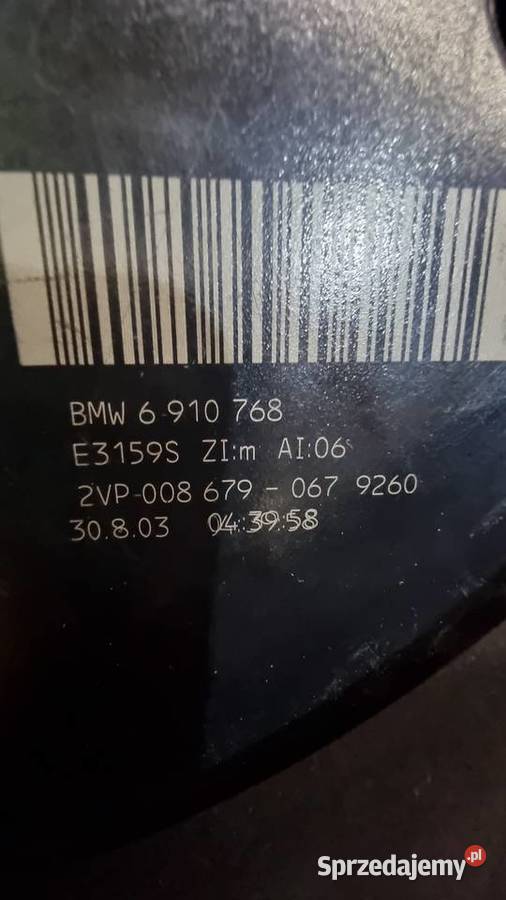 BMW 6 910 768
E3159S ZI:m AI:06
2VP-008 679 - 067 9260
30.8.03 04:39:58
Sprzedajemy.pl